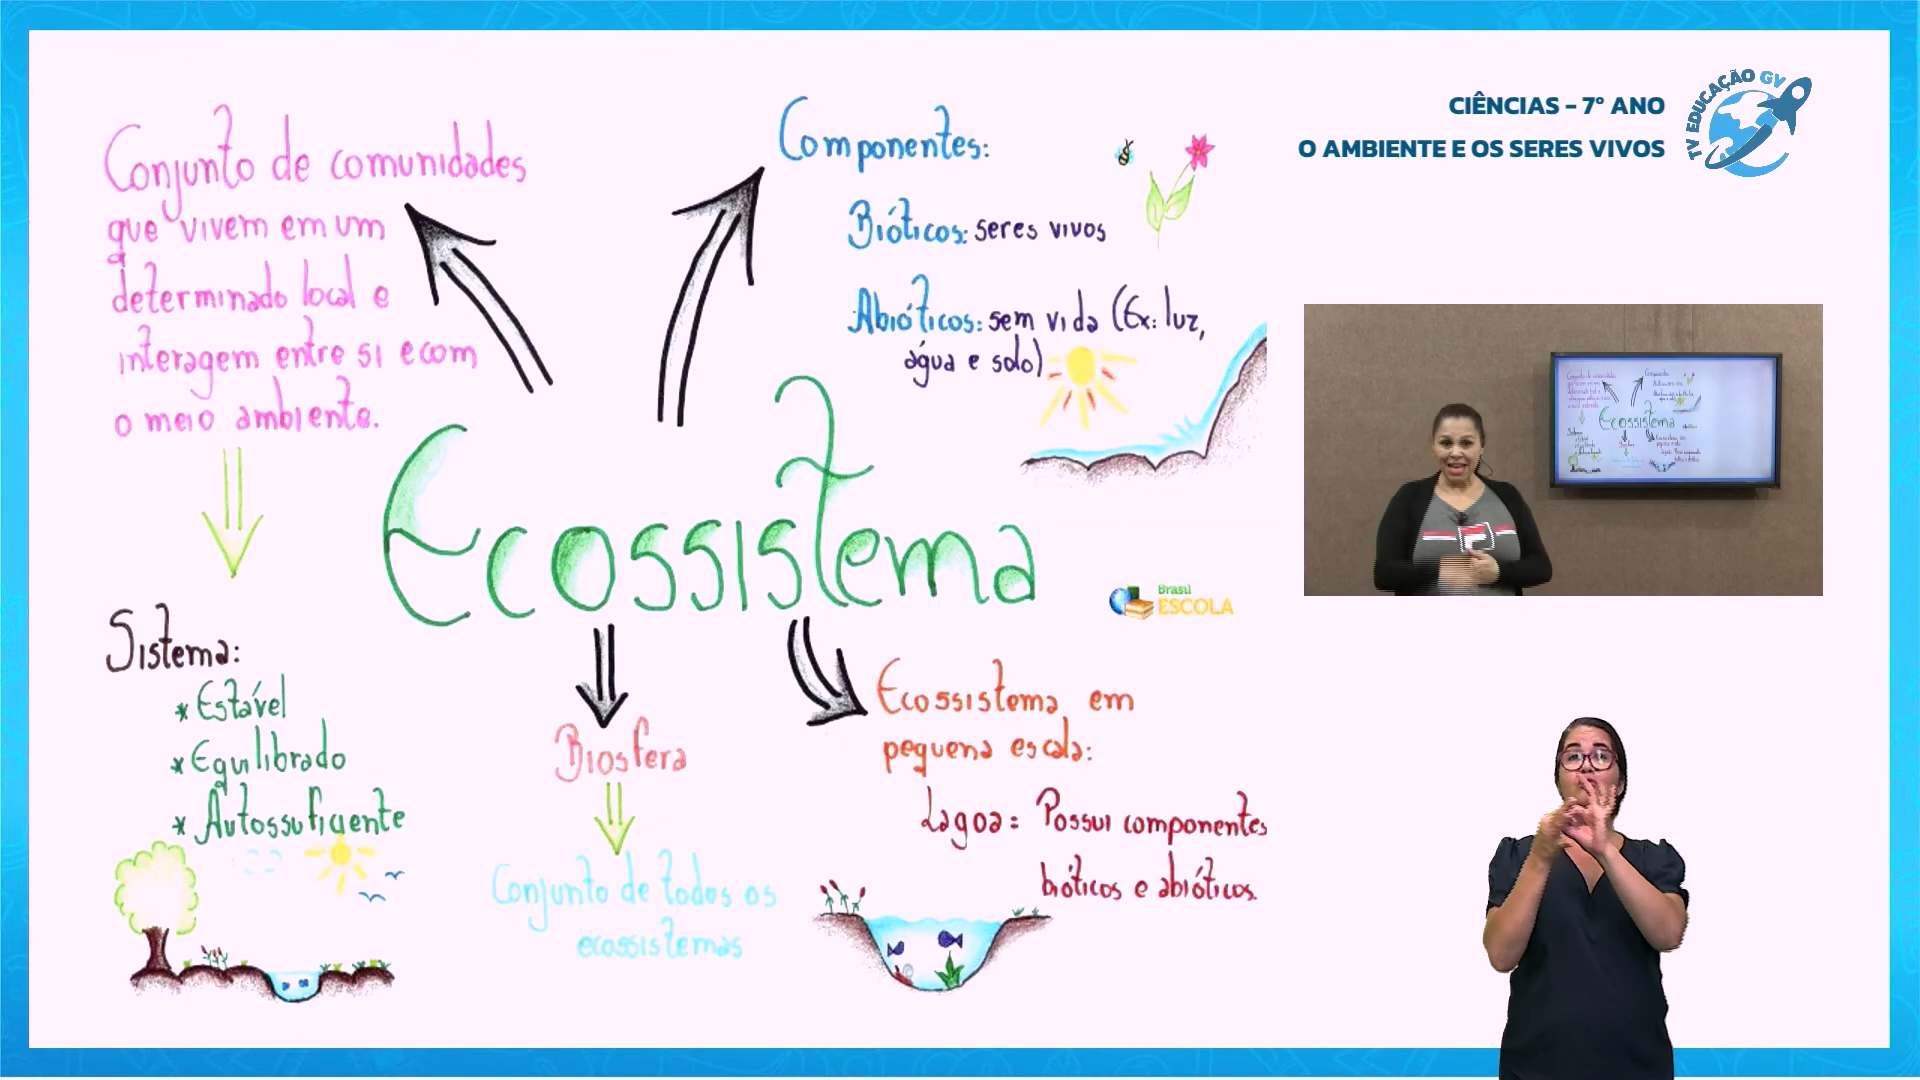 CIÊNCIAS – 7º ANO
O AMBIENTE E OS SERES VIVOS
TV EDUCAÇÃO GV
Conjunto de comunidades
que vivem em um
determinado local e
interagem entre si e com
o meio ambiente.
Componentes:
Bióticos: seres vivos
Abióticos: sem vida (Ex: luz,
água e solo)
Ecossistema
Brasil
ESCOLA
Sistema:
* Estável
* Equilibrado
* Autossuficiente
Biosfera
Conjunto de todos os
ecossistemas
Ecossistema em
pequena escala:
Lagoa = Possui componentes
bióticos e abióticos.